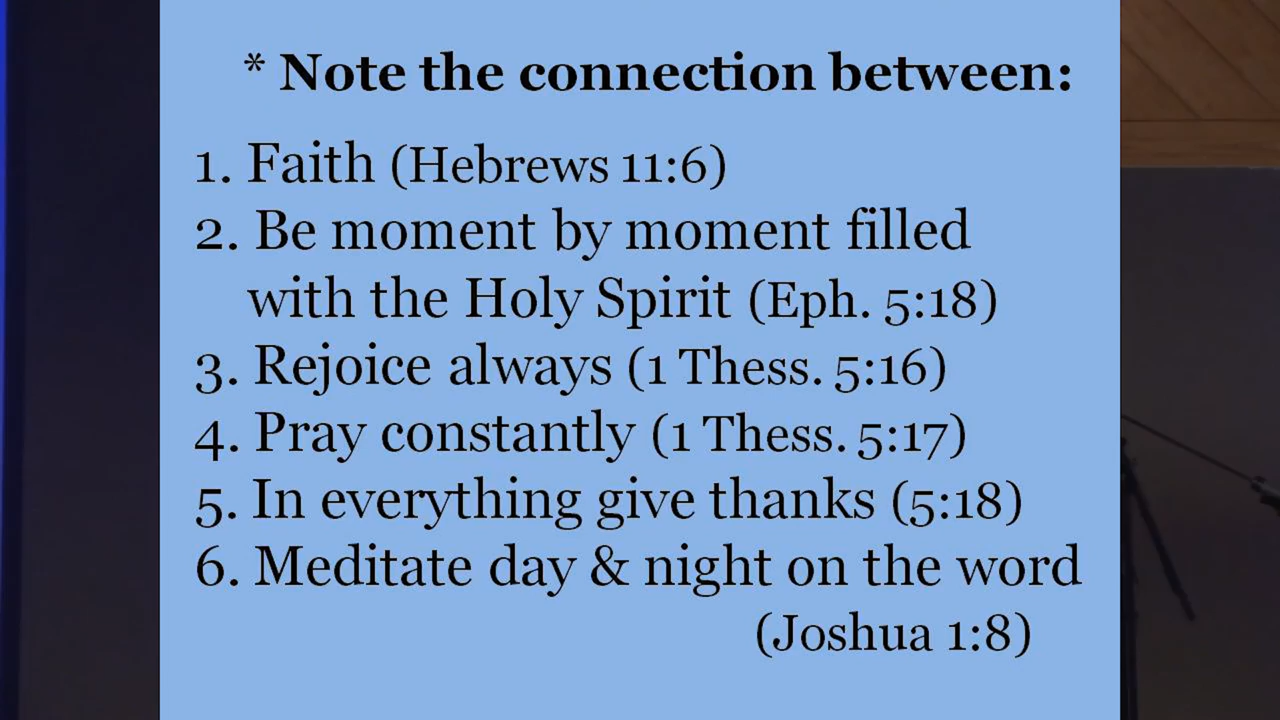 * Note the connection between:
1. Faith (Hebrews 11:6)
2. Be moment by moment filled
with the Holy Spirit (Eph. 5:18)
3. Rejoice always (1 Thess. 5:16)
4. Pray constantly (1 Thess. 5:17)
5. In everything give thanks (5:18)
6. Meditate day & night on the word
(Joshua 1:8)